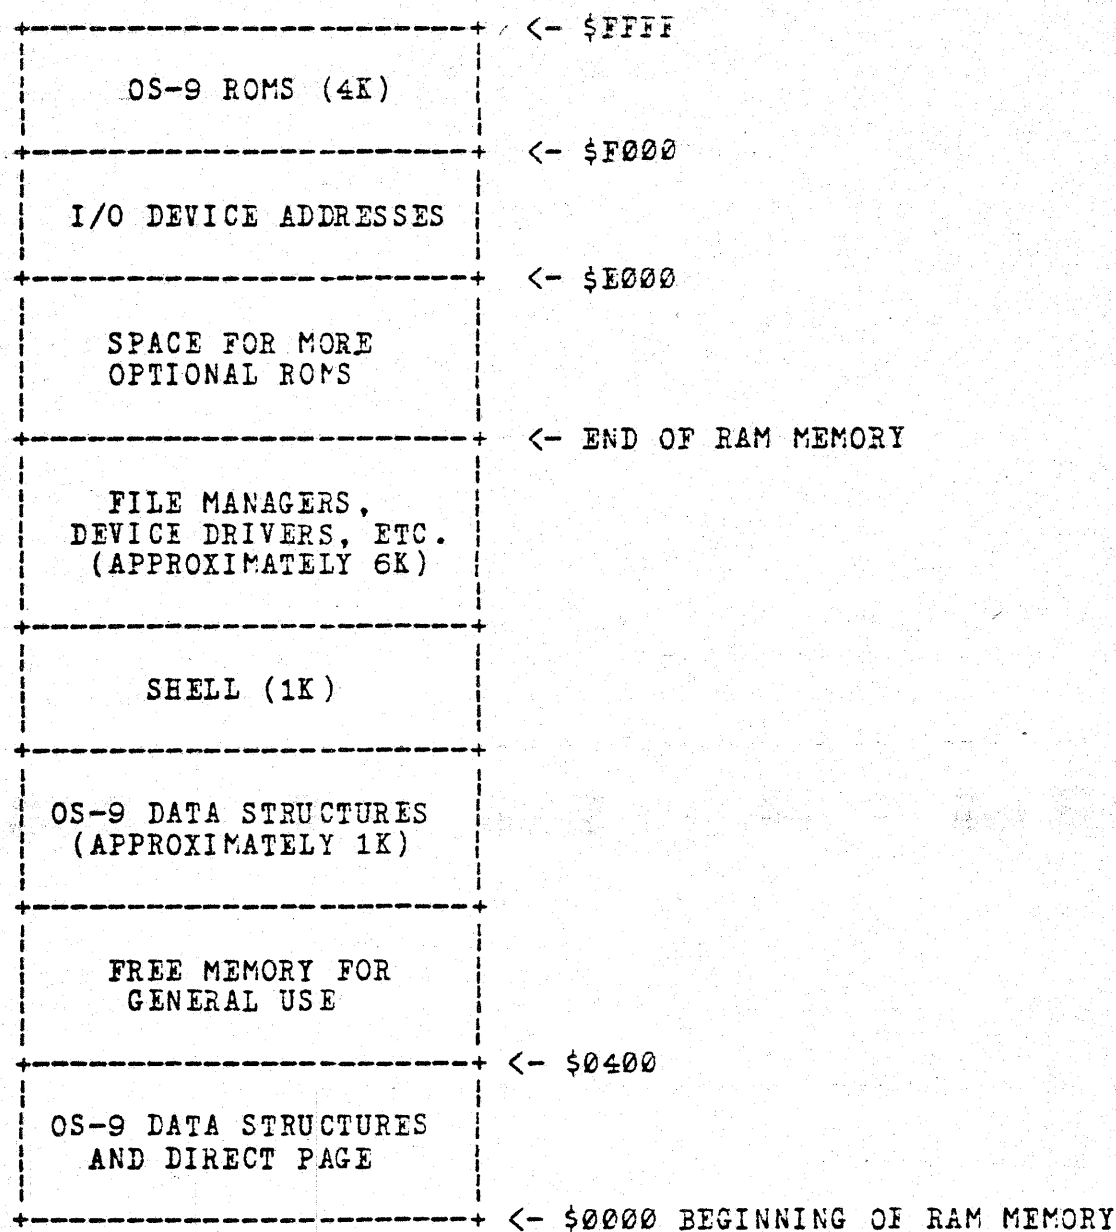 <- $FFFF
OS-9 ROMS (4K)
<- $F000
I/O DEVICE ADDRESSES
<- $E000
SPACE FOR MORE
OPTIONAL ROMS
<- END OF RAM MEMORY
FILE MANAGERS,
DEVICE DRIVERS, ETC.
(APPROXIMATELY 6K)
SHELL (1K)
OS-9 DATA STRUCTURES
(APPROXIMATELY 1K)
FREE MEMORY FOR
GENERAL USE
<- $0400
OS-9 DATA STRUCTURES
AND DIRECT PAGE
<- $0000 BEGINNING OF RAM MEMORY